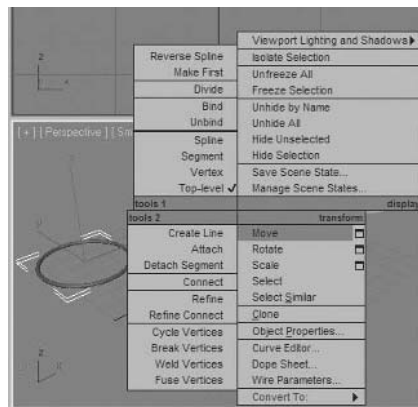 Viewport Lighting and Shadows
Isolate Selection
Unfreeze All
Freeze Selection
Unhide by Name
Unhide All
Hide Unselected
Hide Selection
Save Scene State...
Manage Scene States...
display
Reverse Spline
Make First
Divide
Bind
Unbind
Spline
Segment
Vertex
Top-level
tools 1
tools 2
Create Line
Attach
Detach Segment
Connect
Refine
Refine Connect
Cycle Vertices
Break Vertices
Weld Vertices
Fuse Vertices
transform
Move
Rotate
Scale
Select
Select Similar
Clone
Object Properties...
Curve Editor...
Dope Sheet...
Wire Parameters...
Convert To:
z
[ + ] [ Perspective ] [
z